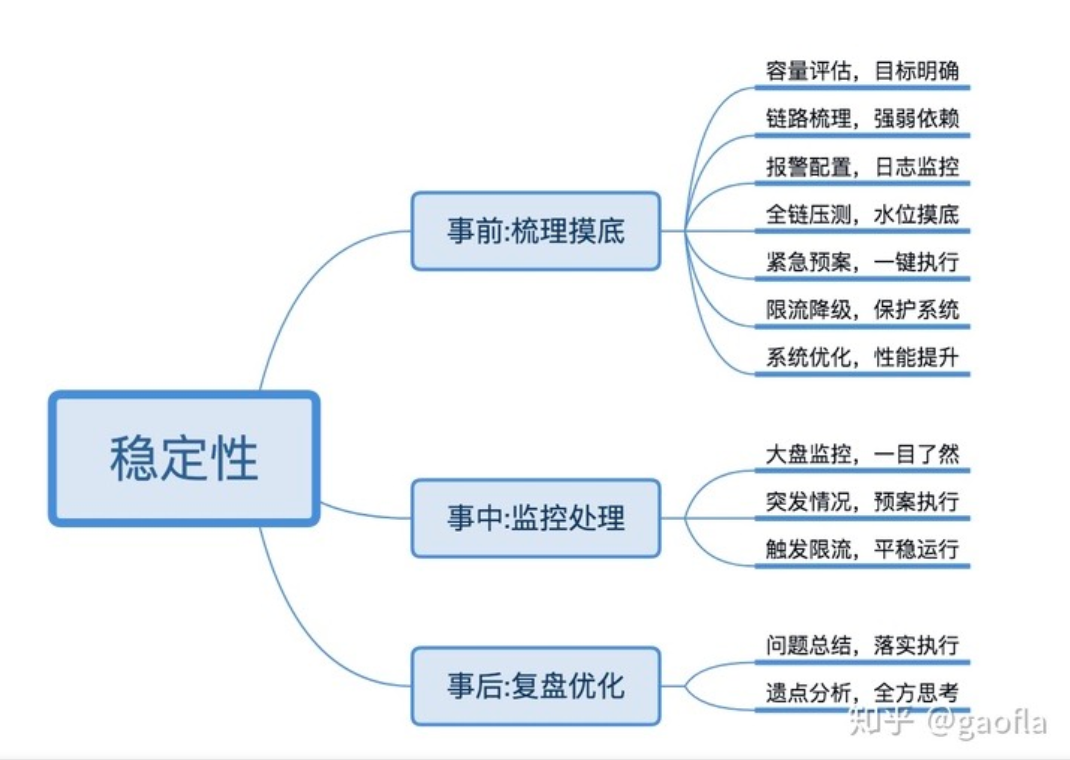 容量评估，目标明确
链路梳理，强弱依赖
报警配置，日志监控
事前:梳理摸底
全链压测，水位摸底
紧急预案，一键执行
限流降级，保护系统
系统优化，性能提升
稳定性
大盘监控，一目了然
事中:监控处理
突发情况，预案执行
触发限流，平稳运行
问题总结，落实执行
事后:复盘优化
遗点分析，全方思考
知乎 @gaofla